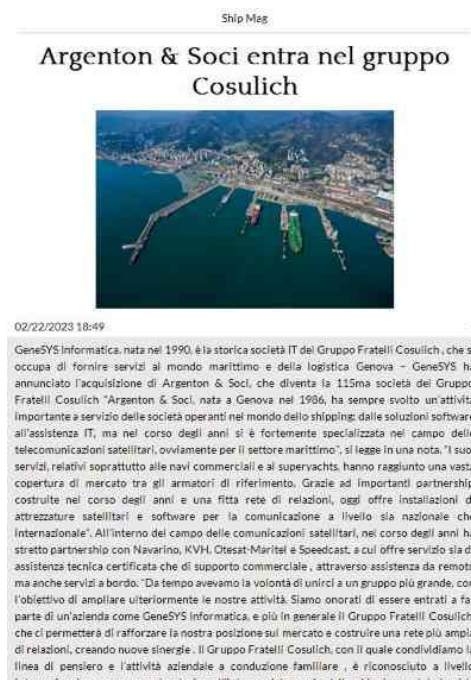 Ship Mag
Argenton & Soci entra nel gruppo
Cosulich
02/22/2023 18:49
GeneSYS Informatica, nata nel 1990, è la storica società IT del Gruppo Fratelli Cosulich , che s
occupa di fornire servizi al mondo marittimo e della logistica Genova – GeneSYS ha
annunciato l'acquisizione di Argenton & Soci, che diventa la 115ma società del Gruppo
Fratelli Cosulich "Argenton & Soci, nata a Genova nel 1986, ha sempre svolto un'attività
importante a servizio delle società operanti nel mondo dello shipping: dalle soluzioni software
all'assistenza IT, ma nel corso degli anni si è fortemente specializzata nel campo delle
telecomunicazioni satellitari, ovviamente per il settore marittimo", si legge in una nota. "I suo
servizi, relativi soprattutto alle navi commerciali e ai superyachts, hanno raggiunto una vasta
copertura di mercato tra gli armatori di riferimento. Grazie ad importanti partnership
costruite nel corso degli anni e una fitta rete di relazioni, oggi offre installazioni d
attrezzature satellitari e software per la comunicazione a livello sia nazionale che
internazionale". All'interno del campo delle comunicazioni satellitari, nel corso degli anni ha
stretto partnership con Navarino, KVH, Otesat-Maritel e Speedcast, a cui offre servizio sia d
assistenza tecnica certificata che di supporto commerciale , attraverso assistenza da remoto
ma anche servizi a bordo. "Da tempo avevamo la volontà di unirci a un gruppo più grande, con
l'obiettivo di ampliare ulteriormente le nostre attività. Siamo onorati di essere entrati a fa
parte di un'azienda come GeneSYS Informatica, e più in generale il Gruppo Fratelli Cosulich
che ci permetterà di rafforzare la nostra posizione sul mercato e costruire una rete più ampia
di relazioni, creando nuove sinergie . Il Gruppo Fratelli Cosulich, con il quale condividiamo la
linea di pensiero e l'attività aziendale a conduzione familiare , è riconosciuto a livello